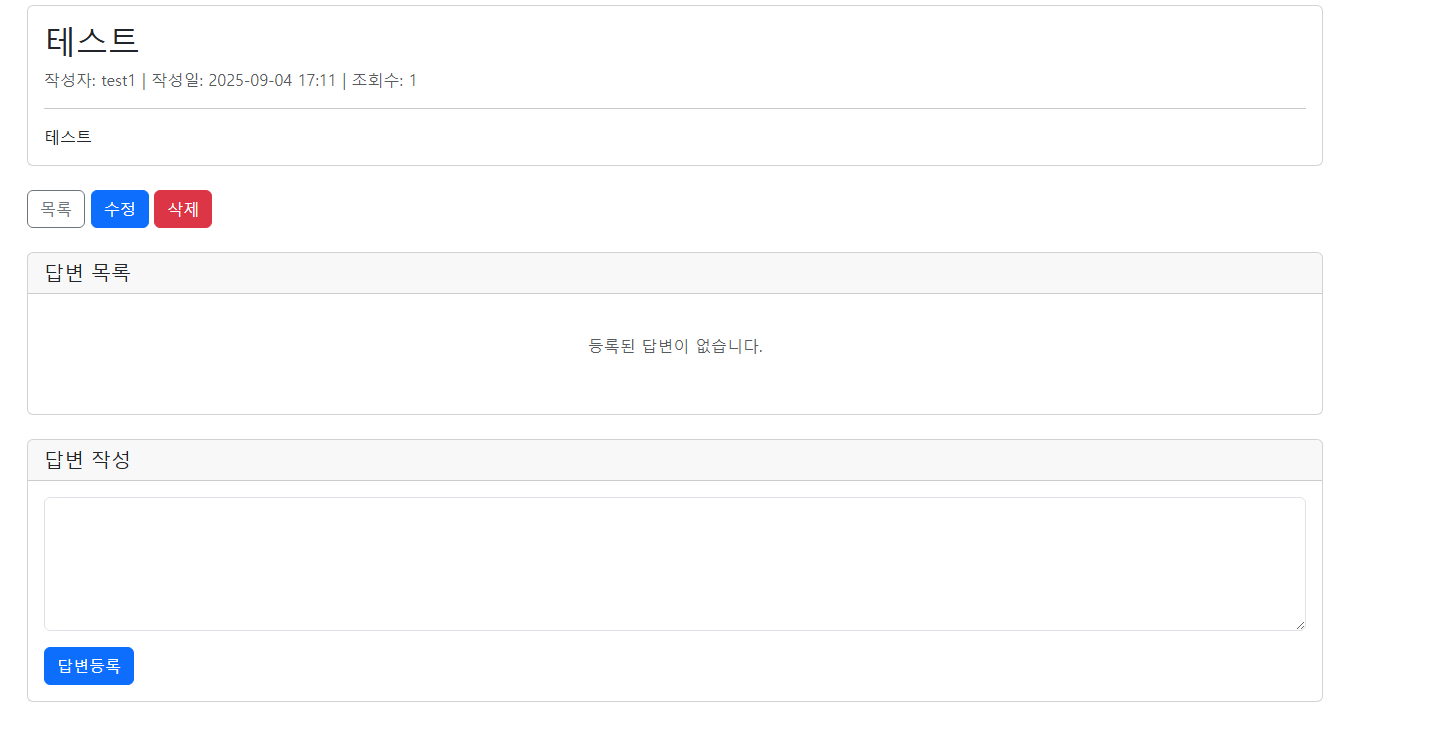 테스트
작성자: test1 | 작성일: 2025-09-04 17:11 | 조회수: 1
테스트
목록 수정 삭제
답변 목록
등록된 답변이 없습니다.
답변 작성
답변등록